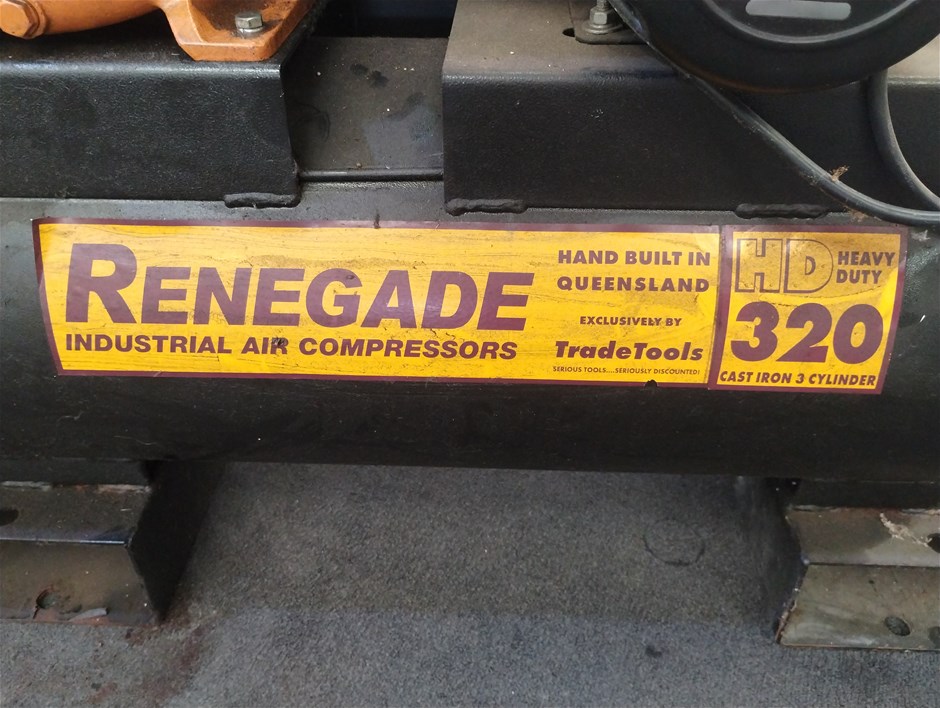 RENEGADE
INDUSTRIAL AIR COMPRESSORS
HAND BUILT IN
QUEENSLAND
EXCLUSIVELY BY
TradeTools
SERIOUS TOOLS....SERIOUSLY DISCOUNTED!
HD HEAVY
DUTY
320
CAST IRON 3 CYLINDER